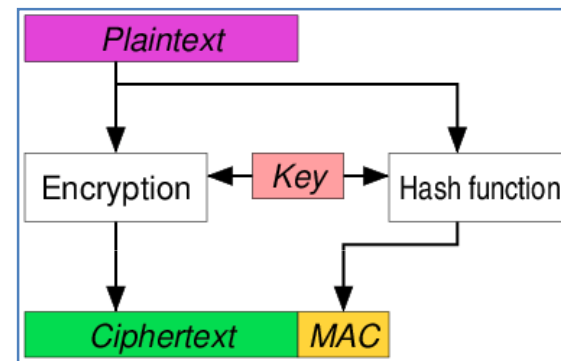 Plaintext
Encryption
Key
Hash function
Ciphertext
MAC